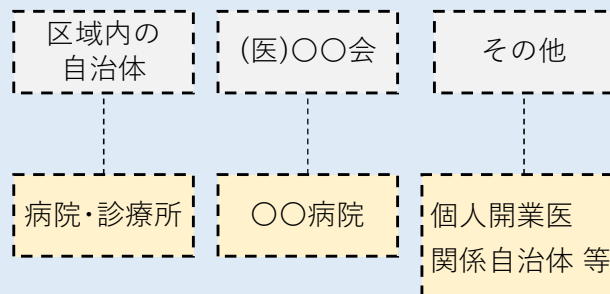 区域内の
自治体
(医)〇〇会
その他
病院・診療所
〇〇病院
個人開業医
関係自治体 等